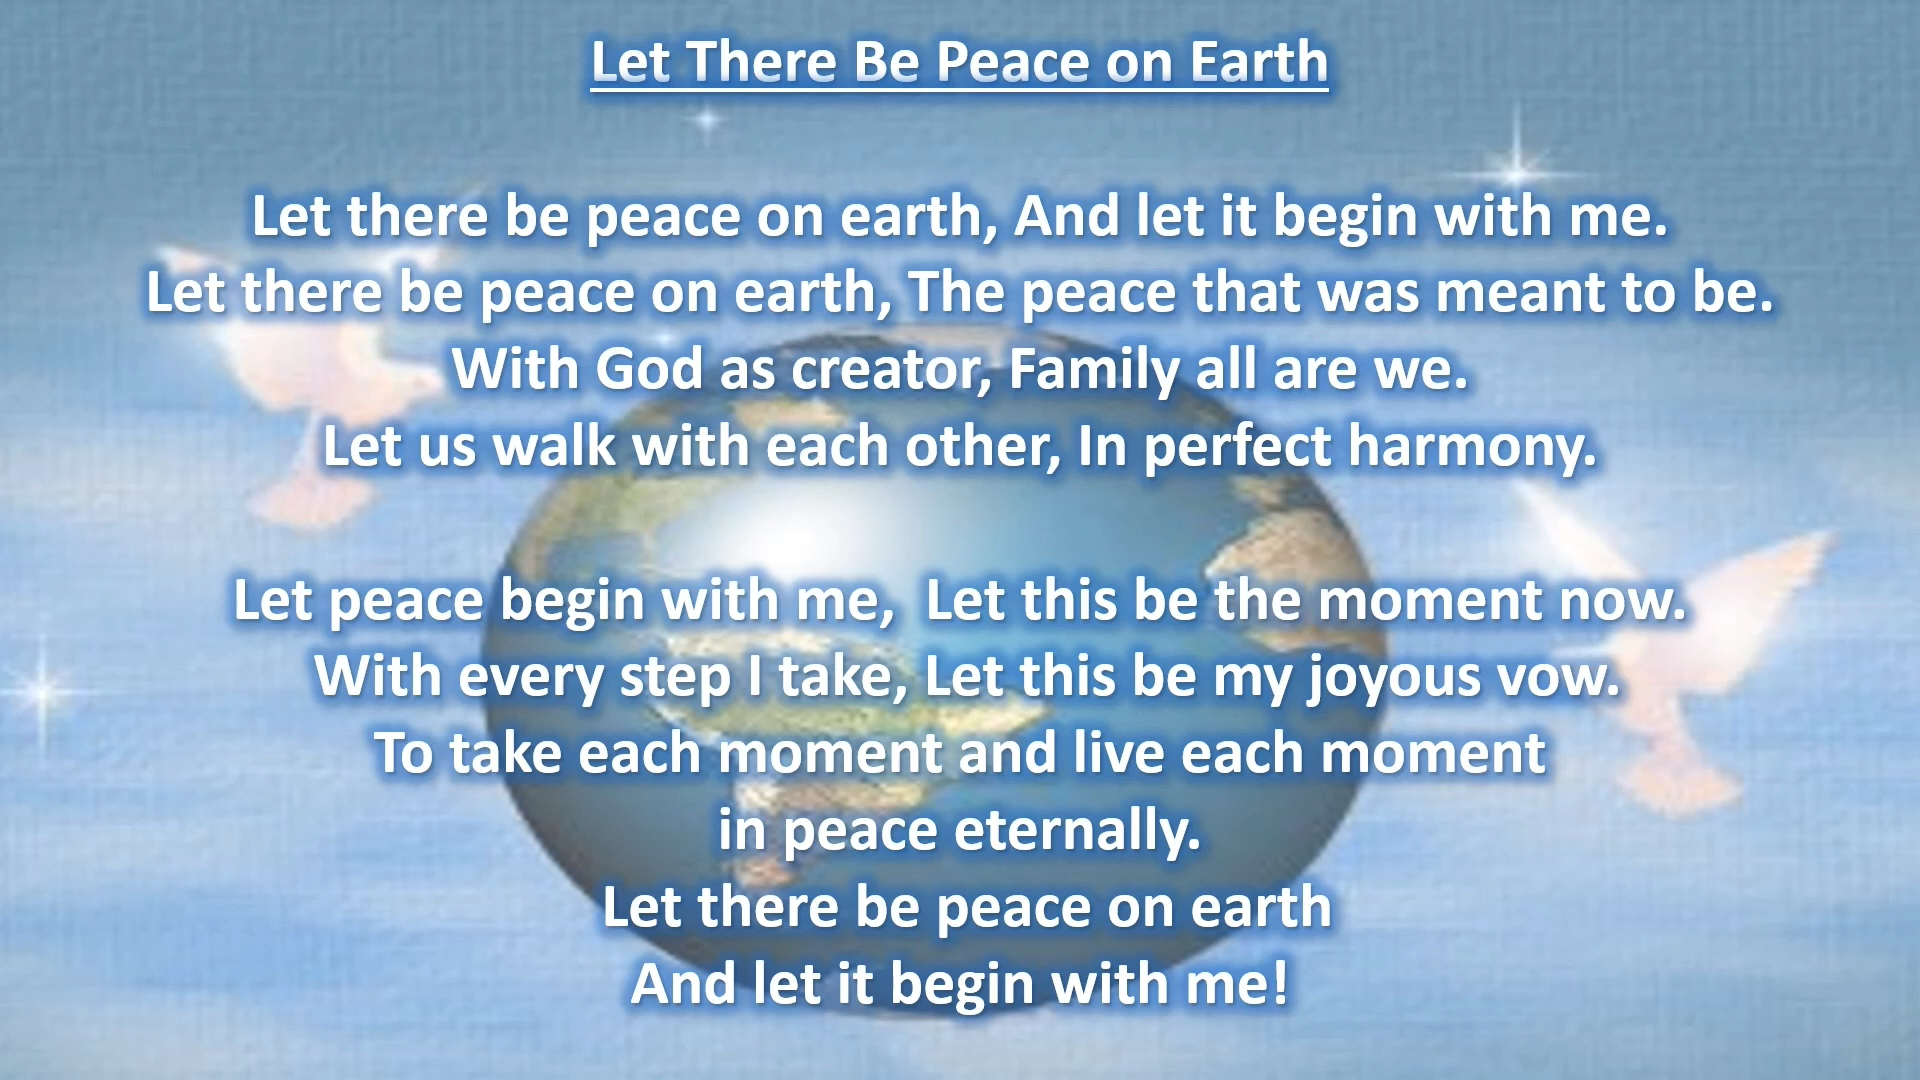 Let There Be Peace on Earth
Let there be peace on earth, And let it begin with me.
Let there be peace on earth, The peace that was meant to be.
With God as creator, Family all are we.
Let us walk with each other, In perfect harmony.
Let peace begin with me,  Let this be the moment now.
With every step I take, Let this be my joyous vow.
To take each moment and live each moment
in peace eternally.
Let there be peace on earth
And let it begin with me!